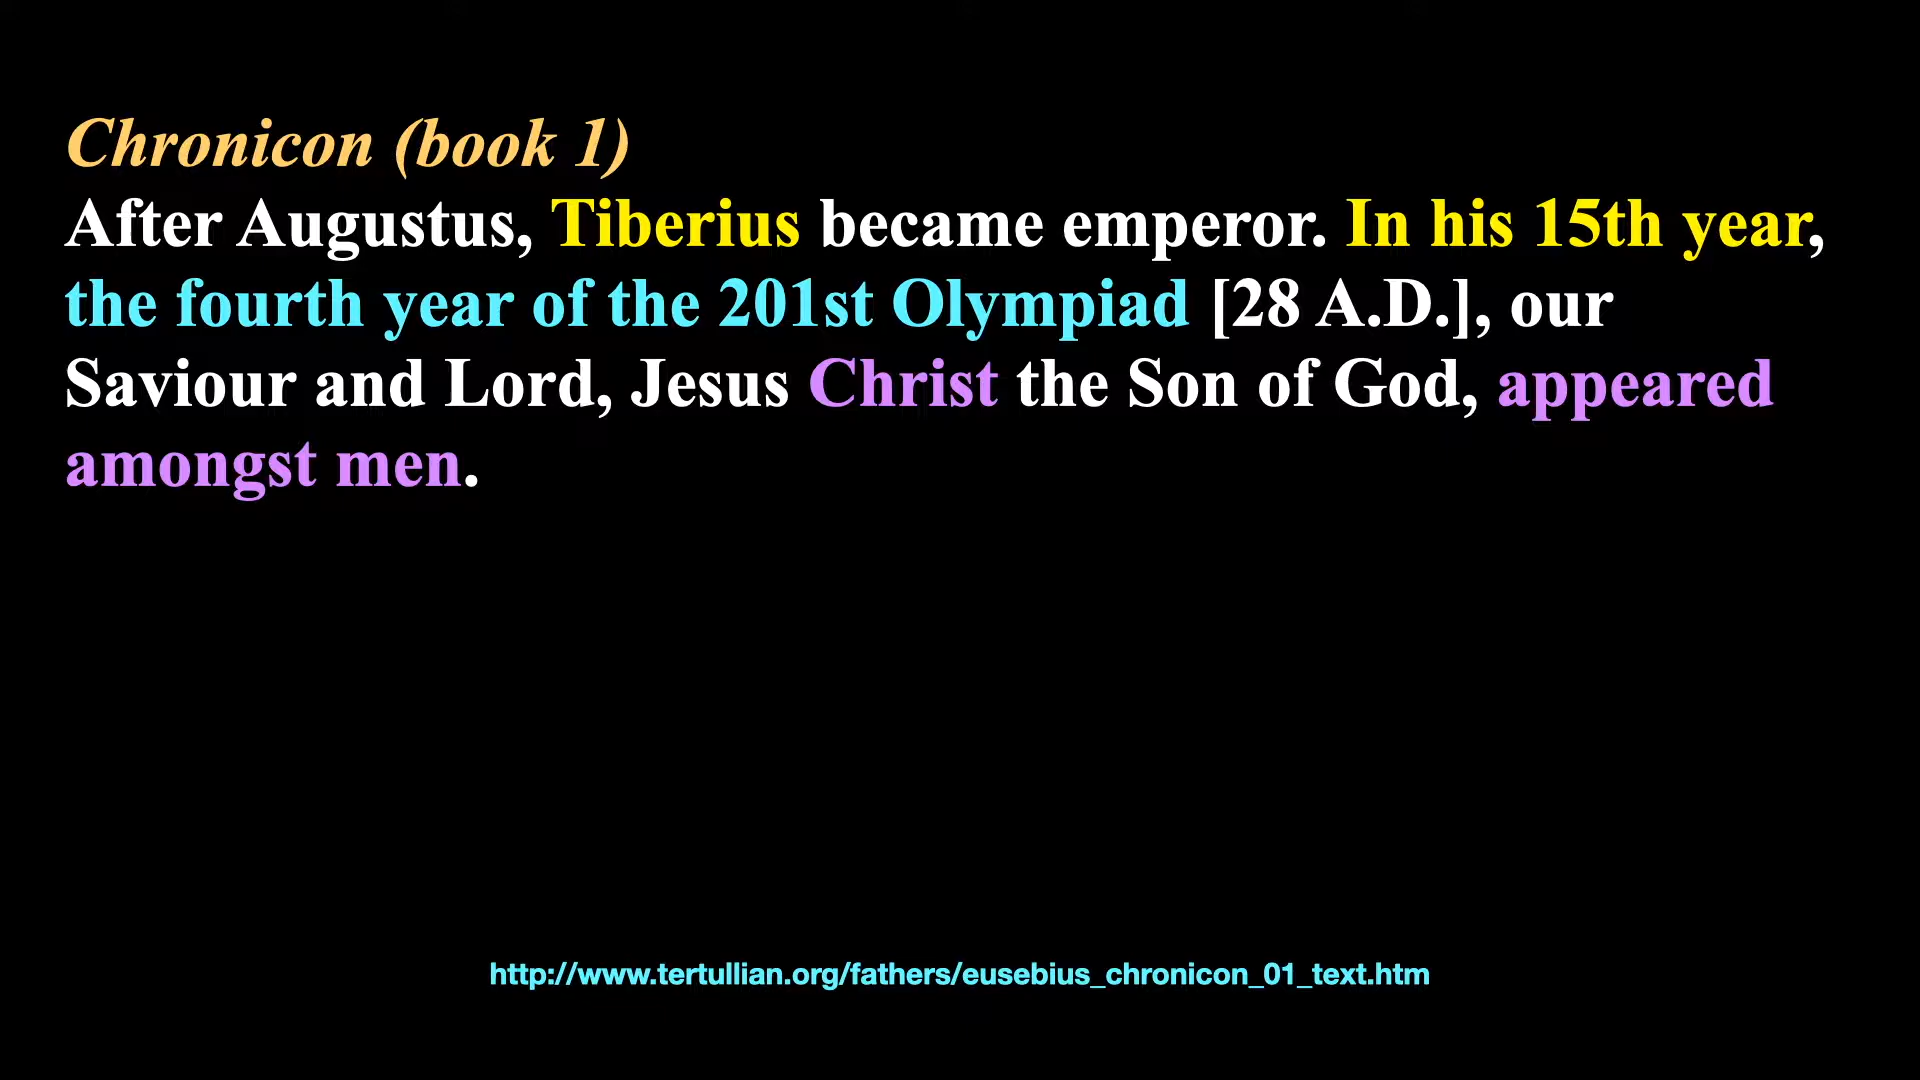 Chronicon (book 1)
After Augustus, Tiberius became emperor. In his 15th year,
the fourth year of the 201st Olympiad [28 A.D.], our
Saviour and Lord, Jesus Christ the Son of God, appeared
amongst men.
http://www.tertullian.org/fathers/eusebius_chronicon_01_text.htm